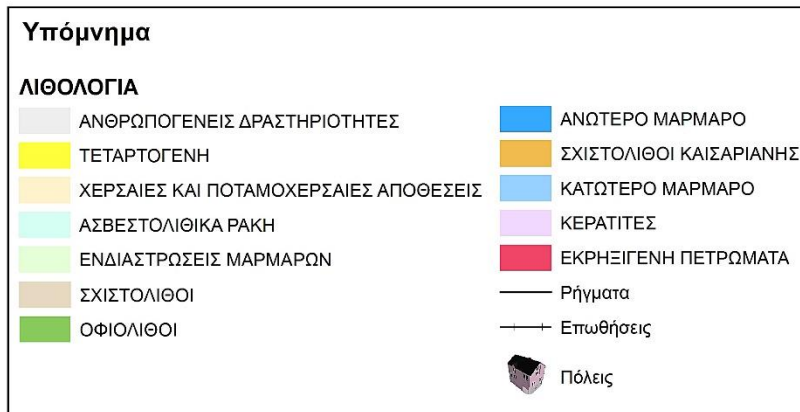 Υπόμνημα
ΛΙΘΟΛΟΓΙΑ
ΑΝΘΡΩΠΟΓΕΝΕΙΣ ΔΡΑΣΤΗΡΙΟΤΗΤΕΣ
ΤΕΤΑΡΤΟΓΕΝΗ
ΧΕΡΣΑΙΕΣ ΚΑΙ ΠΟΤΑΜΟΧΕΡΣΑΙΕΣ ΑΠΟΘΕΣΕΙΣ
ΑΣΒΕΣΤΟΛΙΘΙΚΑ ΡΑΚΗ
ΕΝΔΙΑΣΤΡΩΣΕΙΣ ΜΑΡΜΑΡΩΝ
ΣΧΙΣΤΟΛΙΘΟΙ
ΟΦΙΟΛΙΘΟΙ
ΑΝΩΤΕΡΟ ΜΑΡΜΑΡΟ
ΣΧΙΣΤΟΛΙΘΟΙ ΚΑΙΣΑΡΙΑΝΗΣ
ΚΑΤΩΤΕΡΟ ΜΑΡΜΑΡΟ
ΚΕΡΑΤΙΤΕΣ
ΕΚΡΗΞΙΓΕΝΗ ΠΕΤΡΩΜΑΤΑ
Ρήγματα
Επωθήσεις
Πόλεις